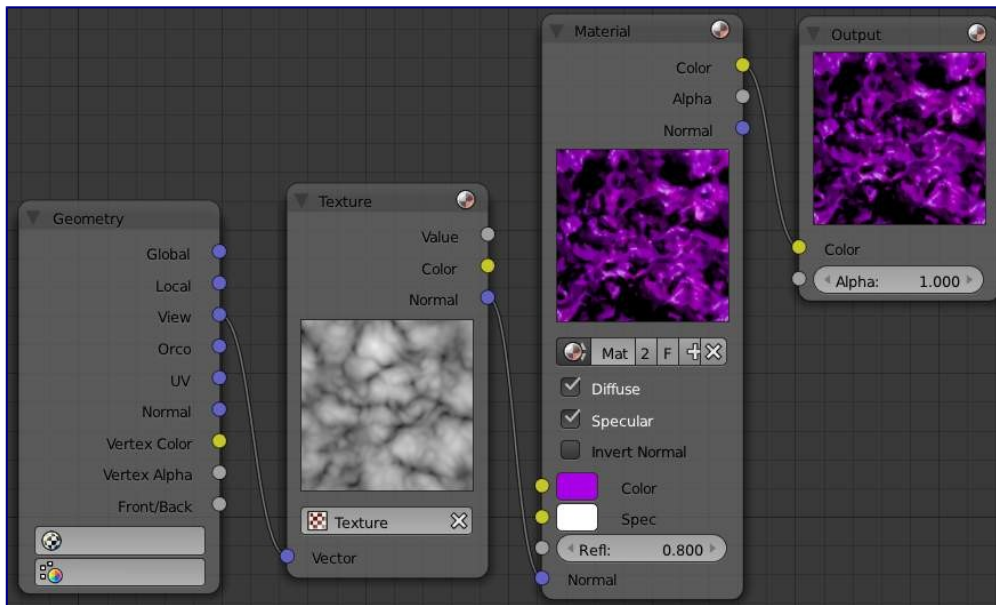 Geometry
Global
Local
View
Orco
UV
Normal
Vertex Color
Vertex Alpha
Front/Back
Texture
Value
Color
Normal
Texture
Vector
Material
Color
Alpha
Normal
Mat 2 F
Diffuse
Specular
Invert Normal
Color
Spec
Refl: 0.800
Normal
Output
Color
Alpha: 1.000